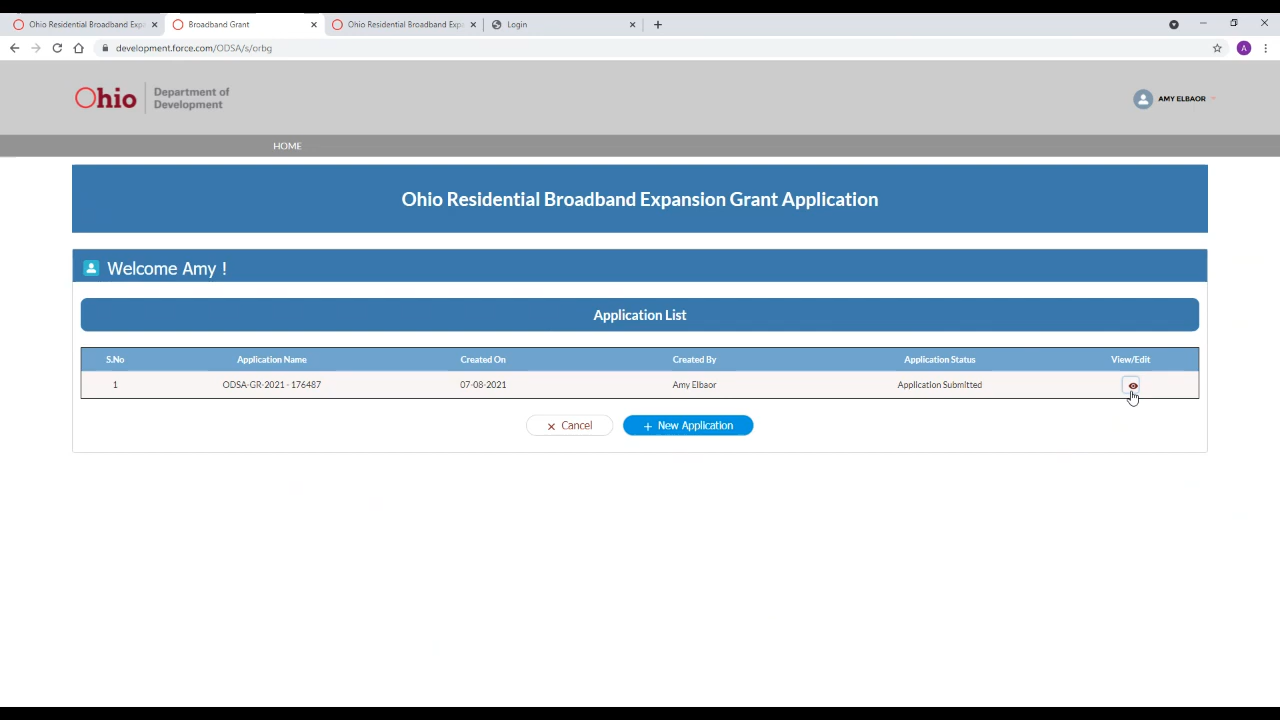 Ohio Residential Broadband Expa
Broadband Grant
Ohio Residential Broadband Expa
Login
development.force.com/ODSA/s/orbg
A
Ohio
Department of
Development
AMY ELBAOR
HOME
Ohio Residential Broadband Expansion Grant Application
Welcome Amy !
Application List
S.No Application Name Created On Created By Application Status View/Edit
1 ODSA-GR-2021 - 176487 07-08-2021 Amy Elbaor Application Submitted
× Cancel
+ New Application